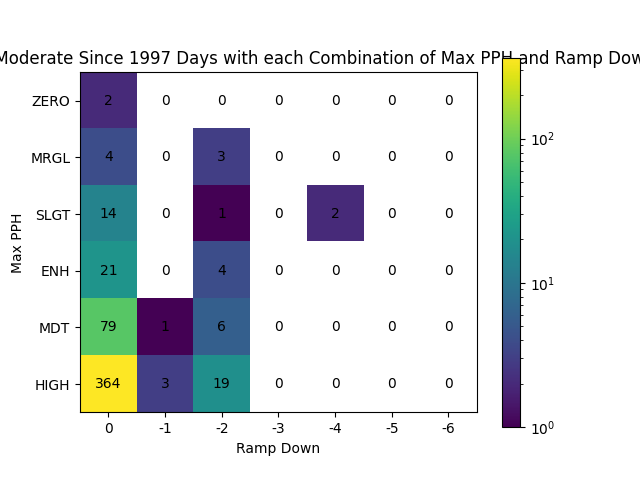 Moderate Since 1997 Days with each Combination of Max PPH and Ramp Dow
ZERO 2 0 0 0 0 0 0
MRGL 4 0 3 0 0 0 0
SLGT 14 0 1 0 2 0 0
ENH 21 0 4 0 0 0 0
MDT 79 1 6 0 0 0 0
HIGH 364 3 19 0 0 0 0
0 -1 -2 -3 -4 -5 -6
Ramp Down
Max PPH
10²
10¹
10⁰